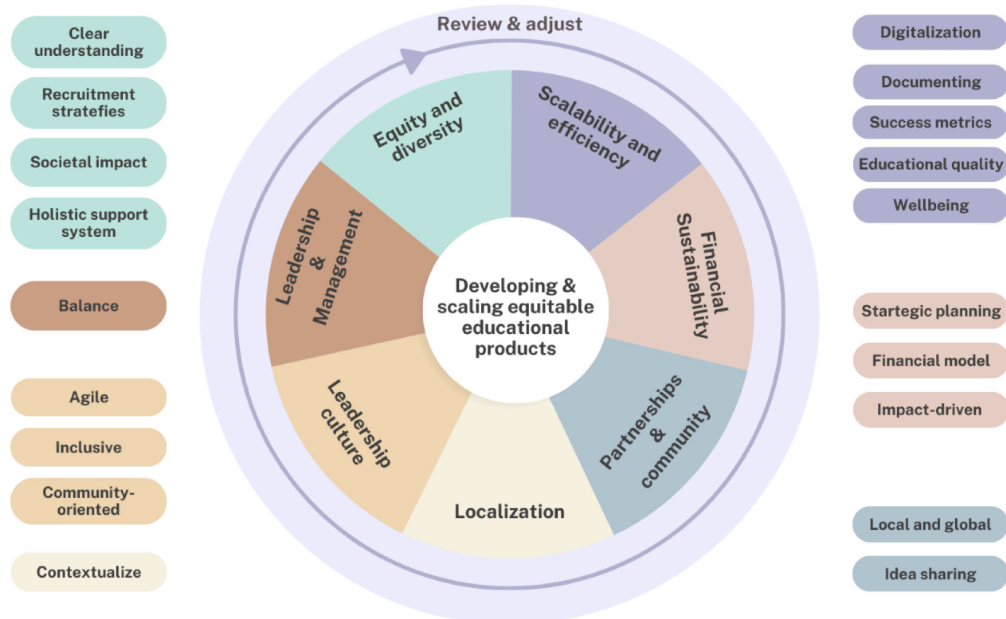 Review & adjust
Clear
understanding
Recruitment
stratefies
Societal impact
Holistic support
system
Balance
Agile
Inclusive
Community-
oriented
Contextualize
Equity and
diversity
Scalability and
efficiency
Financial
Sustainability
Partnerships
&
community
Localization
Leadership
culture
Leadership
&
Management
Developing &
scaling equitable
educational
products
Digitalization
Documenting
Success metrics
Educational quality
Wellbeing
Startegic planning
Financial model
Impact-driven
Local and global
Idea sharing